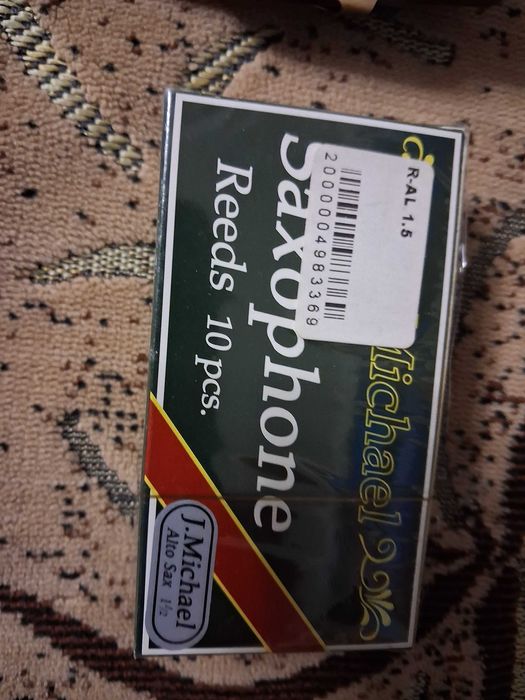 R-AL 1.5
2000004983369
Michael
Saxophone
Reeds 10 pcs.
J.Michael
Alto Sax 1½